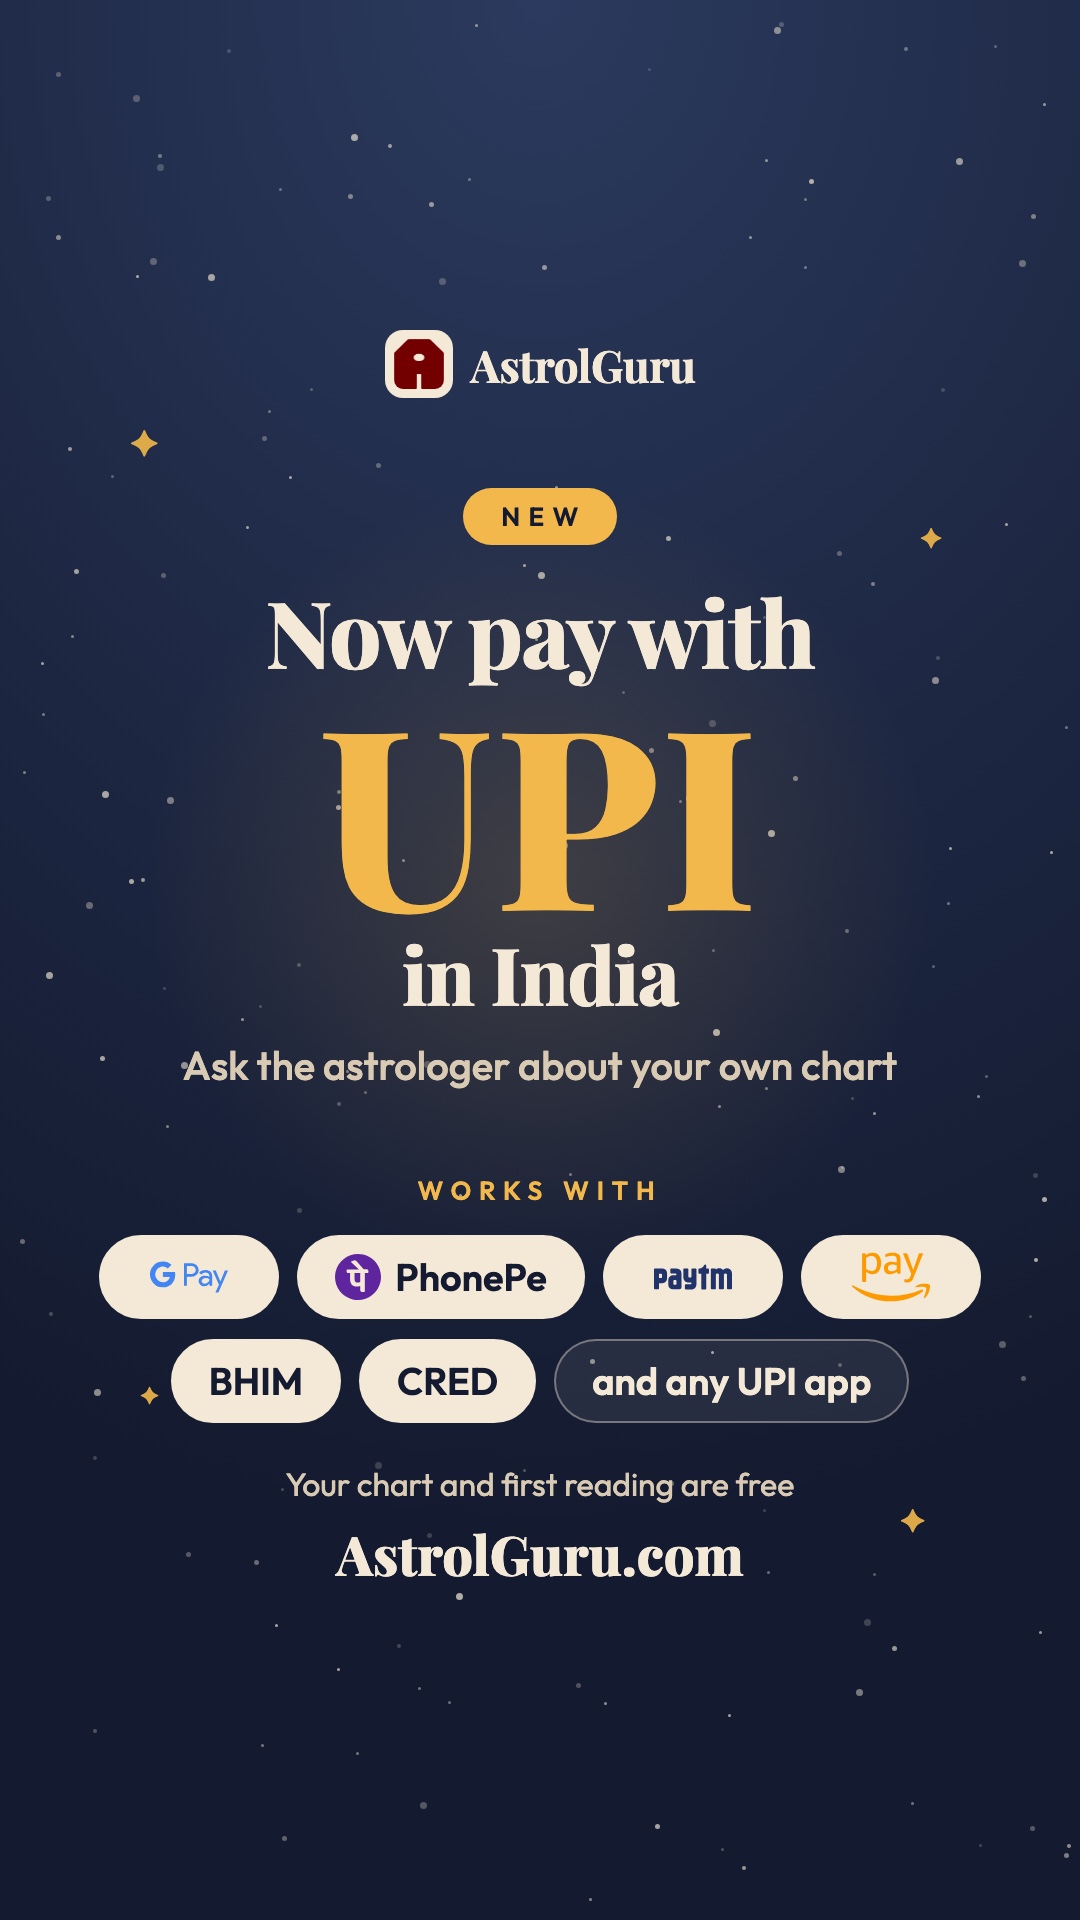 AstrolGuru
NEW
Now pay with
UPI
in India
Ask the astrologer about your own chart
WORKS WITH
G Pay पे PhonePe paytm pay
BHIM CRED and any UPI app
Your chart and first reading are free
AstrolGuru.com